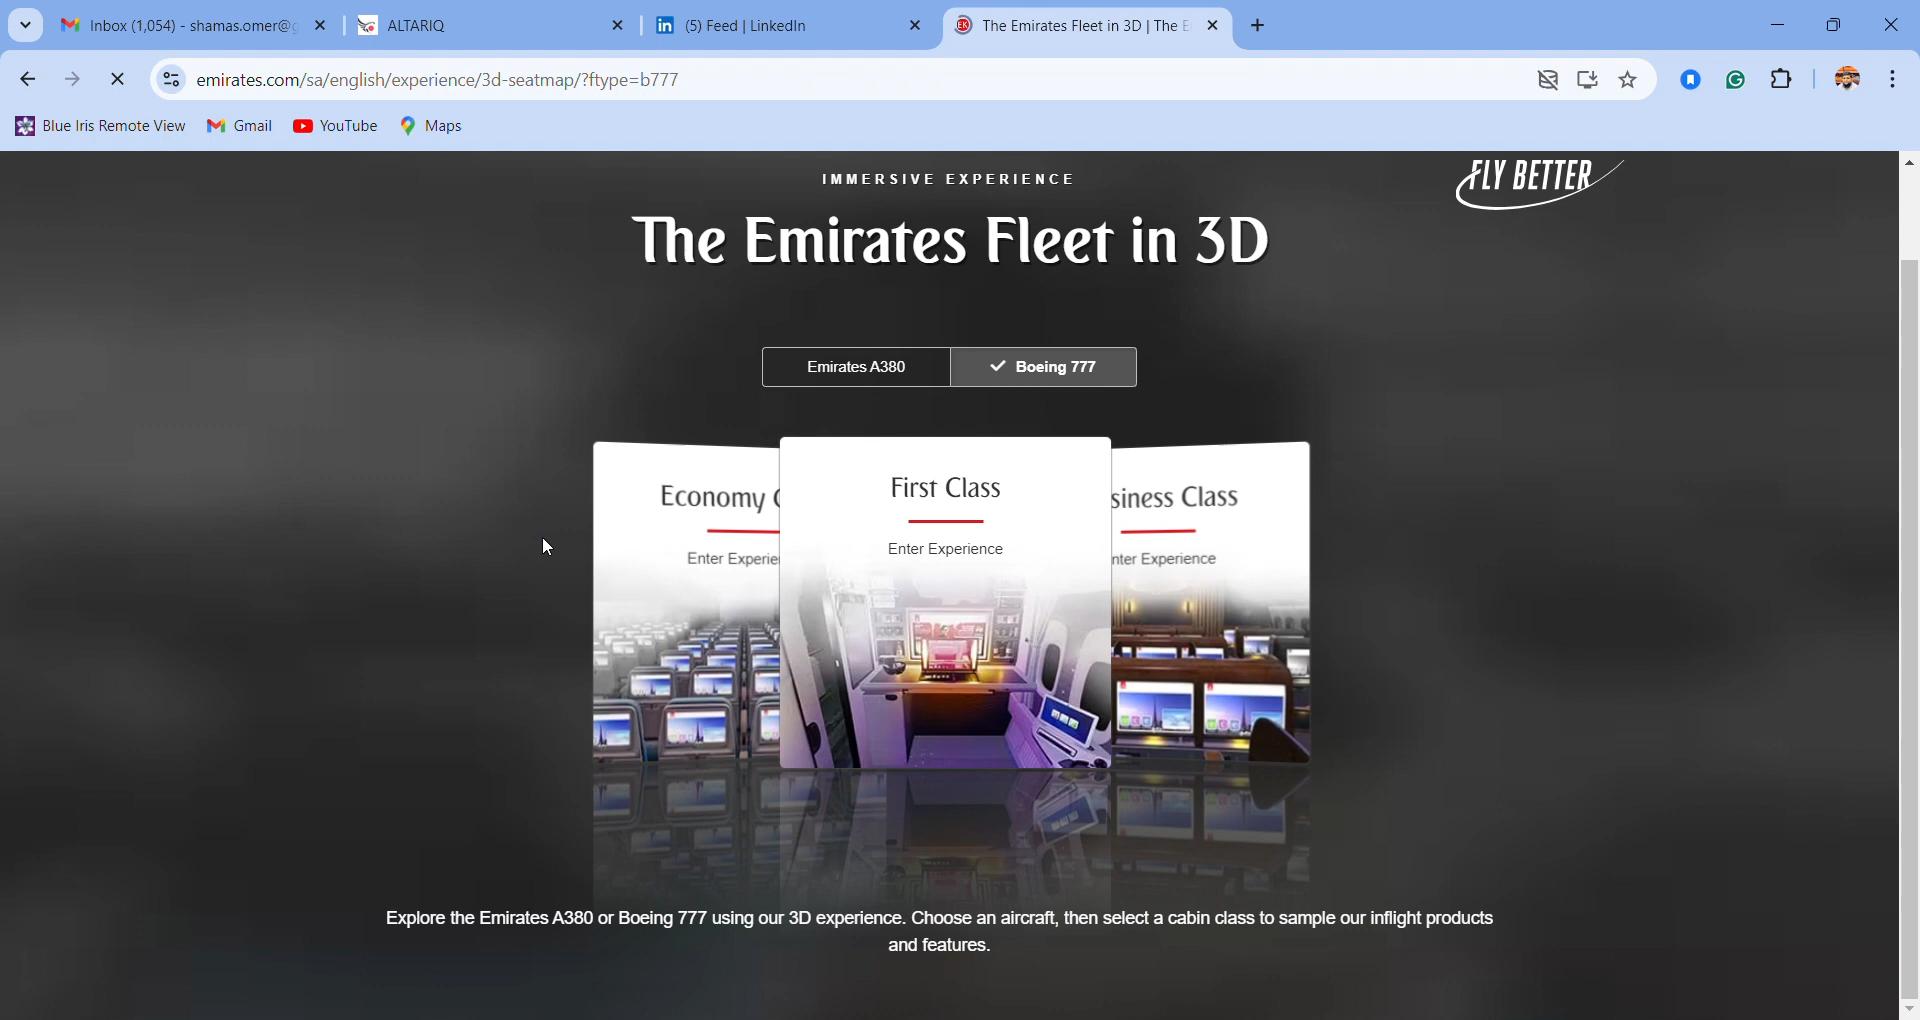 Inbox (1,054) - shamas.omer@g
ALTARIQ
(5) Feed | LinkedIn
The Emirates Fleet in 3D | The E
emirates.com/sa/english/experience/3d-seatmap/?ftype=b777
Blue Iris Remote View
Gmail
YouTube
Maps
IMMERSIVE EXPERIENCE
FLY BETTER
The Emirates Fleet in 3D
Emirates A380
Boeing 777
Economy
First Class
siness Class
Enter Experie
Enter Experience
nter Experience
Explore the Emirates A380 or Boeing 777 using our 3D experience. Choose an aircraft, then select a cabin class to sample our inflight products
and features.